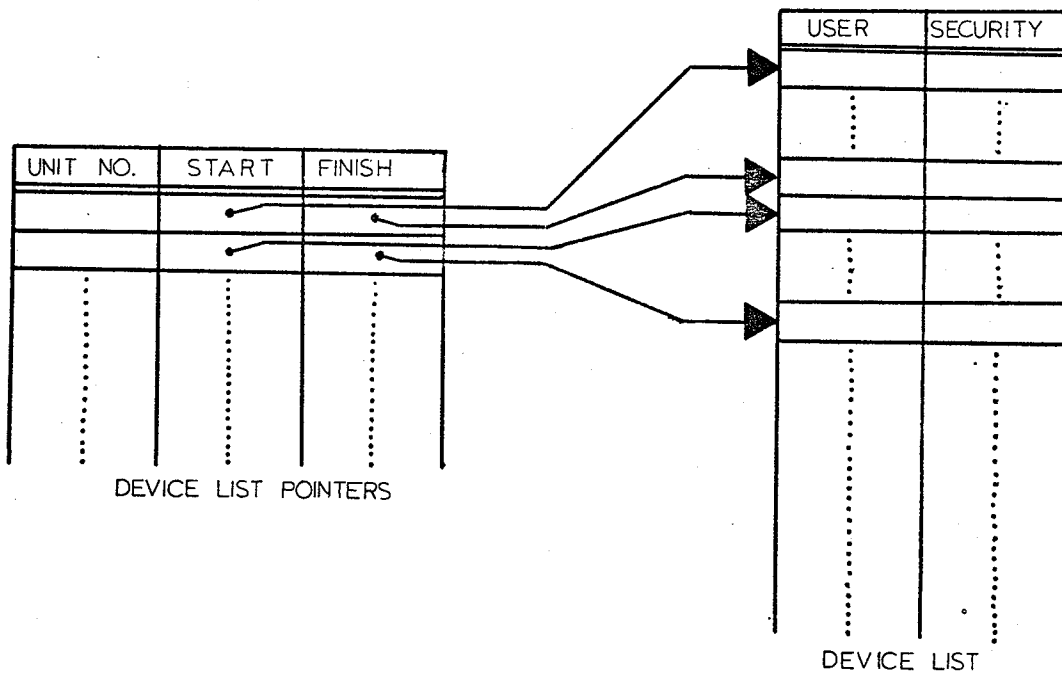 USER SECURITY
UNIT NO. START FINISH
DEVICE LIST POINTERS
DEVICE LIST